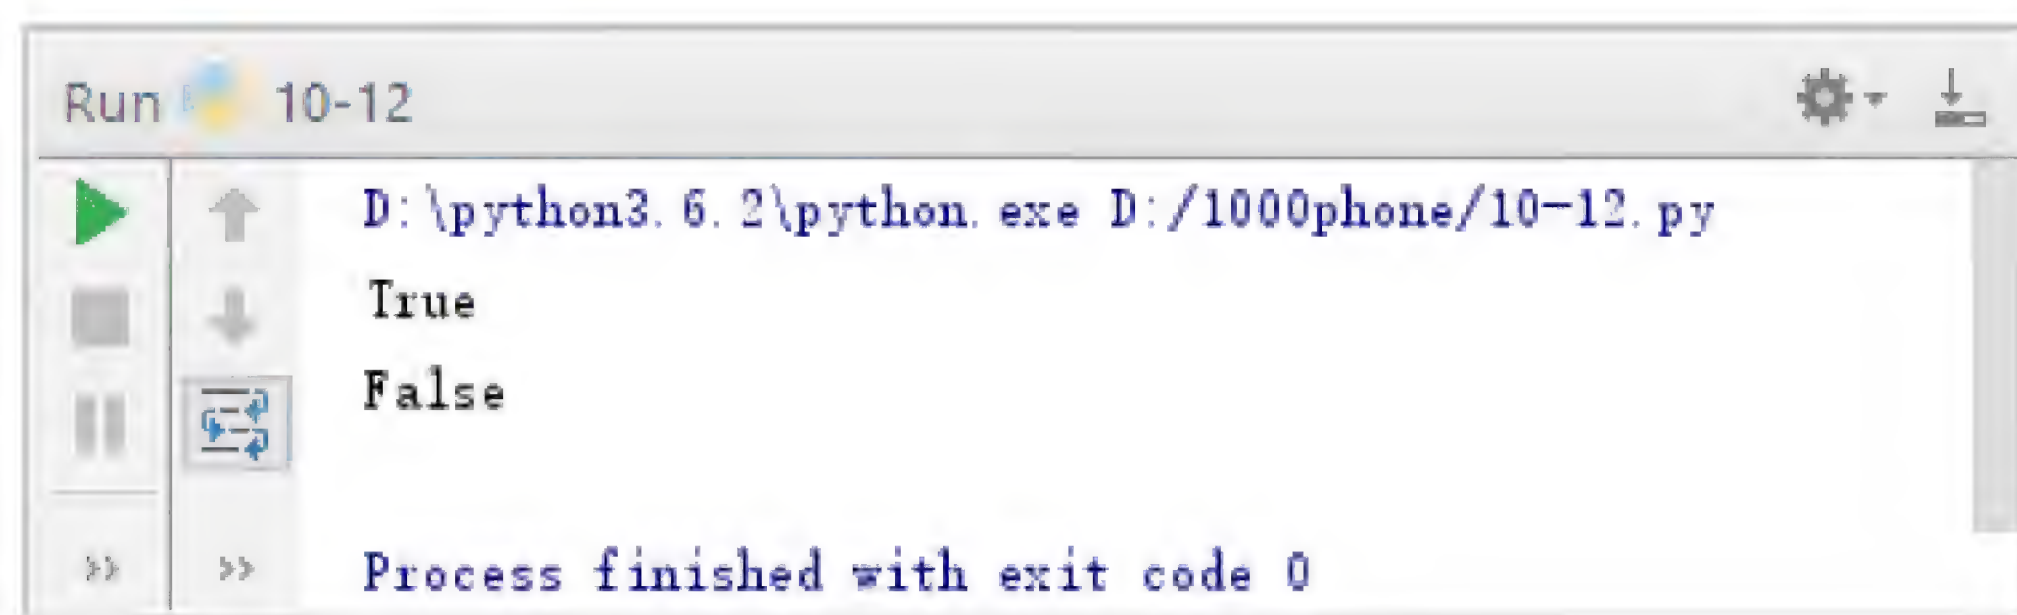 Run 10-12
D:\python3.6.2\python.exe D:/1000phone/10-12.py
True
False
Process finished with exit code 0